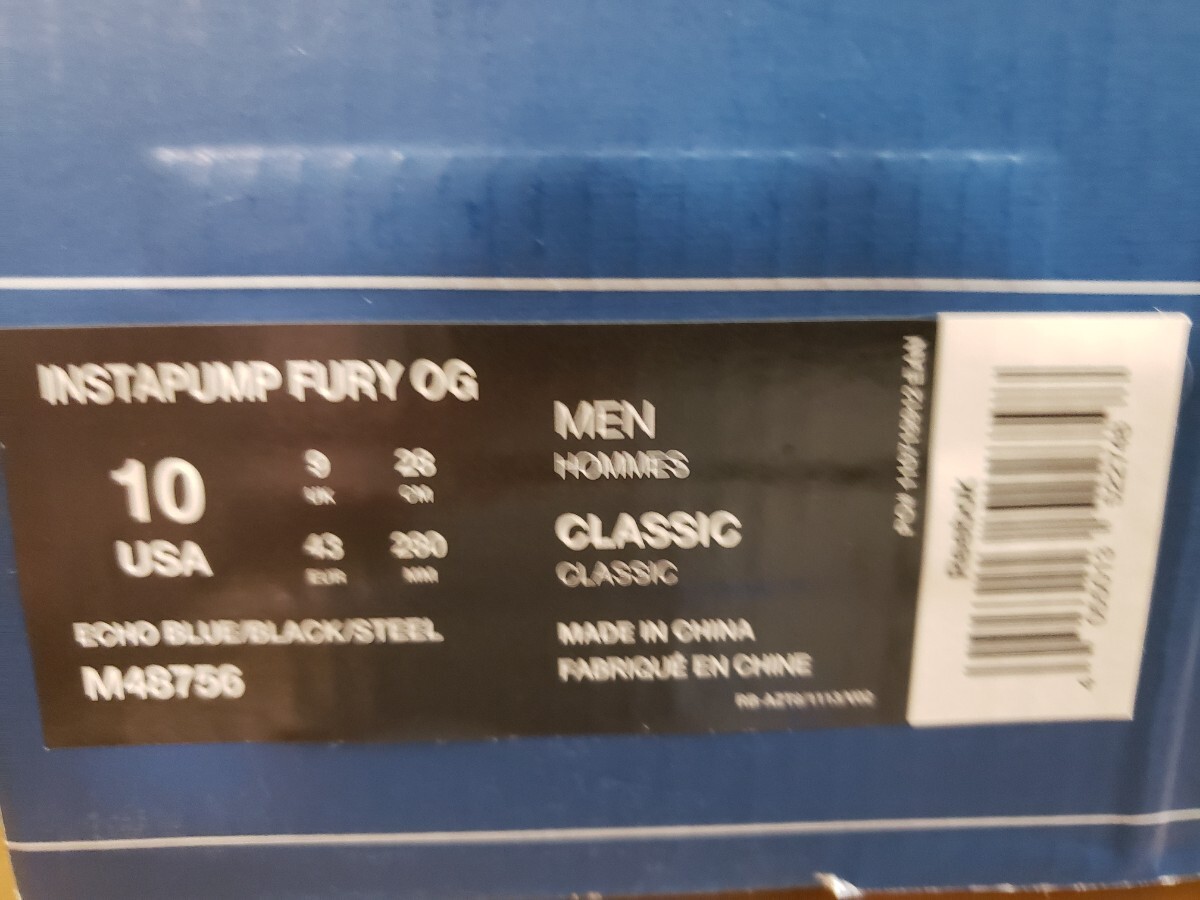 INSTAPUMP FURY OG
10
USA
9
UK
28
CM
43
EUR
280
MM
ECHO BLUE/BLACK/STEEL
M48756
MEN
HOMMES
CLASSIC
CLASSIC
MADE IN CHINA
FABRIQUÉ EN CHINE
REEBOK